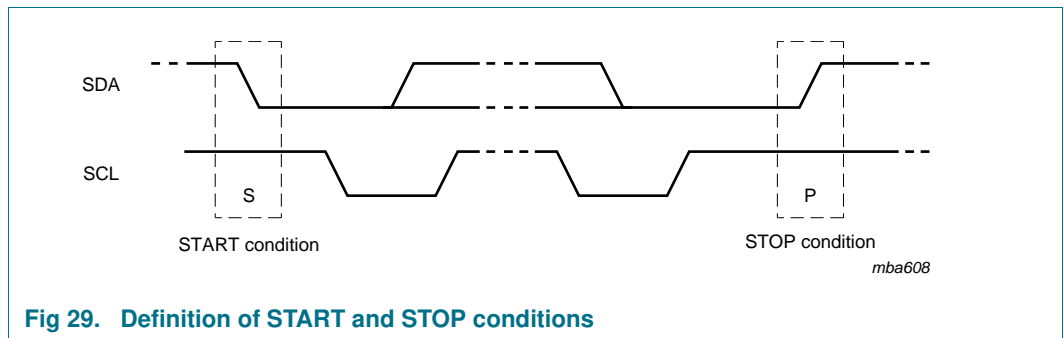 SDA
SCL
S
P
START condition
STOP condition
mba608
Fig 29. Definition of START and STOP conditions